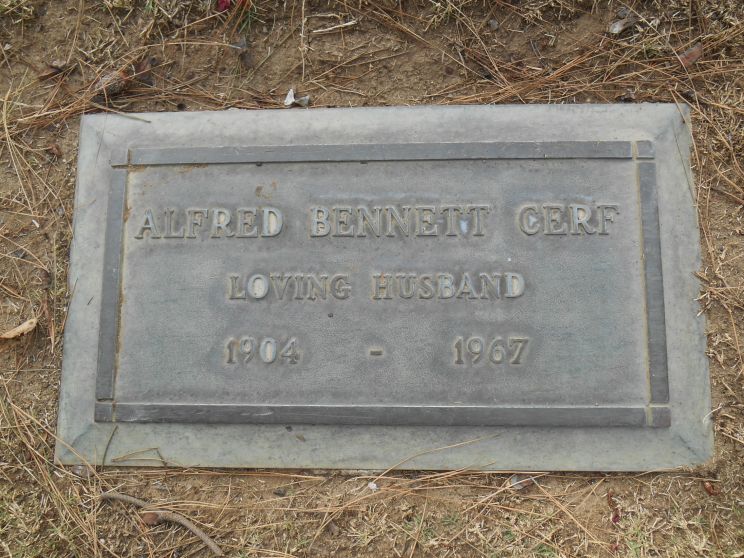 ALFRED BENNETT CERF
LOVING HUSBAND
1904 - 1967